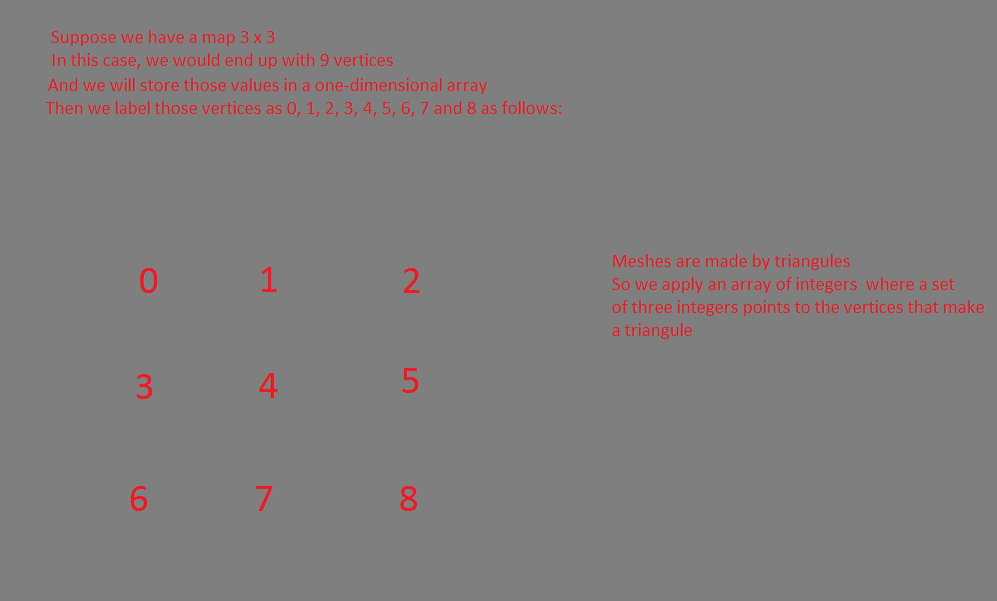 Suppose we have a map 3 x 3
In this case, we would end up with 9 vertices
And we will store those values in a one-dimensional array
Then we label those vertices as 0, 1, 2, 3, 4, 5, 6, 7 and 8 as follows:
0 1 2
Meshes are made by triangules
So we apply an array of integers where a set
of three integers points to the vertices that make
a triangule
3 4 5
6 7 8